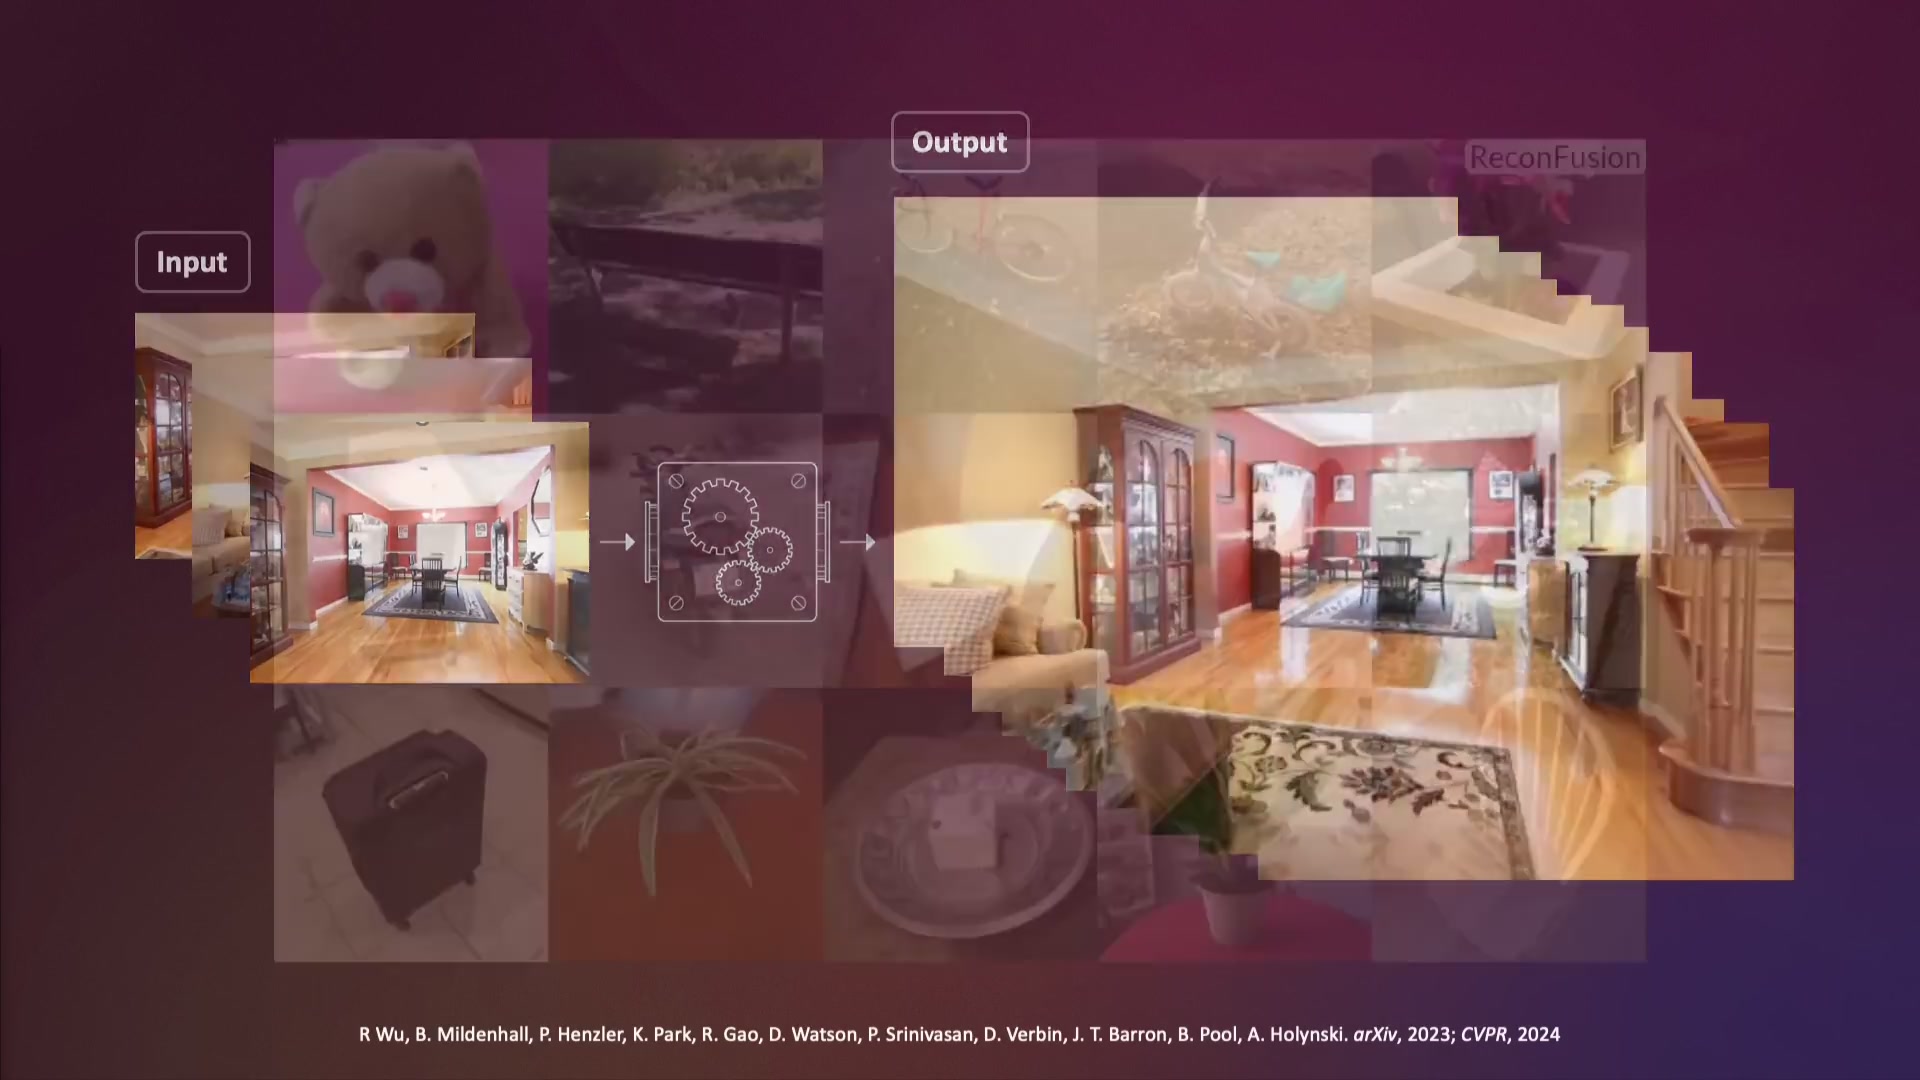 Output
ReconFusion
Input
R Wu, B. Mildenhall, P. Henzler, K. Park, R. Gao, D. Watson, P. Srinivasan, D. Verbin, J. T. Barron, B. Pool, A. Holynski. arXiv, 2023; CVPR, 2024